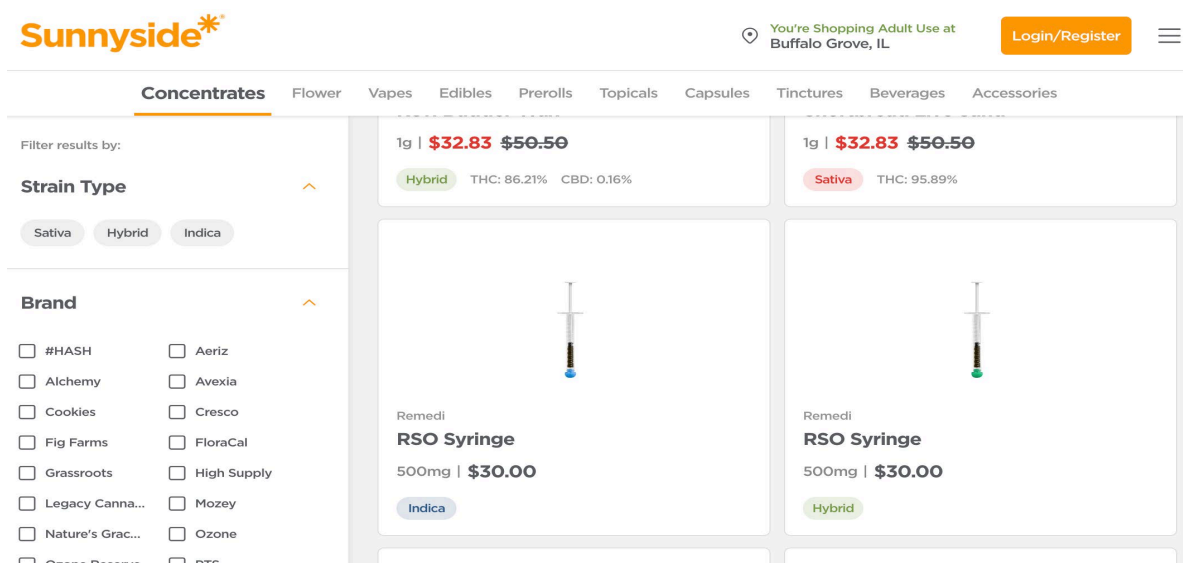 Sunnyside
You're Shopping Adult Use at
Buffalo Grove, IL
Login/Register
Concentrates Flower Vapes Edibles Prerolls Topicals Capsules Tinctures Beverages Accessories
Filter results by:
Strain Type
Sativa Hybrid Indica
Brand
#HASH Aeriz
Alchemy Avexia
Cookies Cresco
Fig Farms FloraCal
Grassroots High Supply
Legacy Canna... Mozey
Nature's Grac... Ozone
1g | $32.83 $50.50
Hybrid THC: 86.21% CBD: 0.16%
1g | $32.83 $50.50
Sativa THC: 95.89%
Remedi
RSO Syringe
500mg | $30.00
Indica
Remedi
RSO Syringe
500mg | $30.00
Hybrid